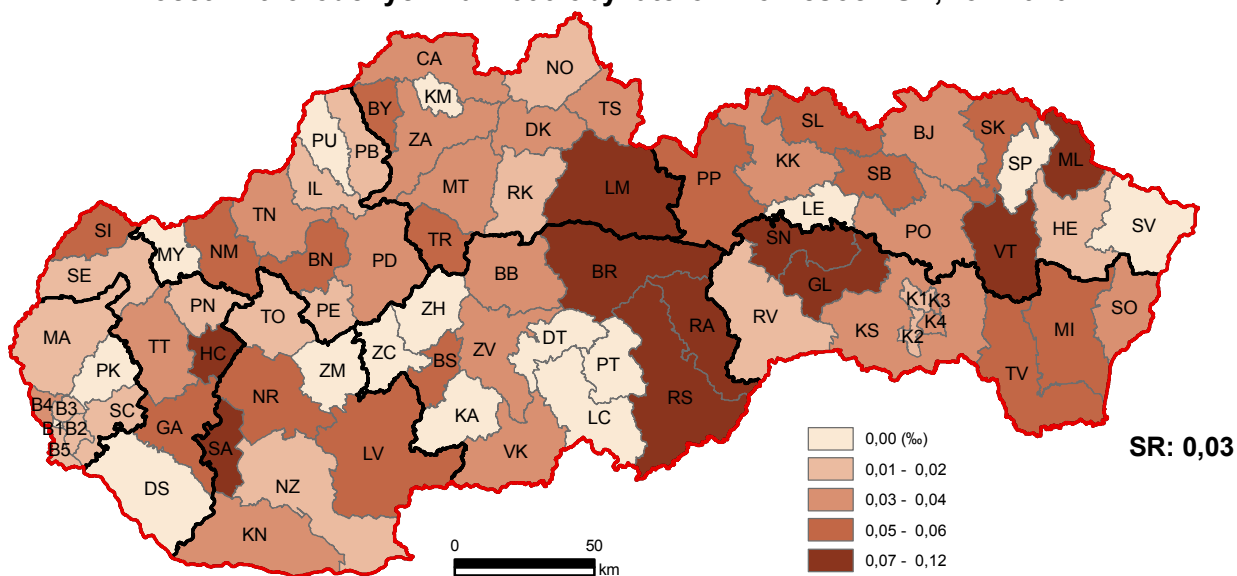 CA
NO
KM
BY
TS
PU
PB
ZA
DK
SL
BJ
SK
SP
ML
IL
MT
RK
LM
PP
KK
SB
LE
HE
SV
TN
SI
MY
NM
BN
PD
TR
BB
BR
SN
PO
VT
SE
PN
TO
PE
ZH
GL
RA
RV
K1
K3
K4
K2
KS
SO
MI
TV
MA
TT
HC
PK
ZM
ZC
BS
ZV
DT
PT
B4
B3
SC
B1
B2
B5
GA
NR
SA
LV
KA
LC
RS
VK
DS
NZ
KN
0,00 (‰)
0,01 - 0,02
0,03 - 0,04
0,05 - 0,06
0,07 - 0,12
SR: 0,03
0
50
km